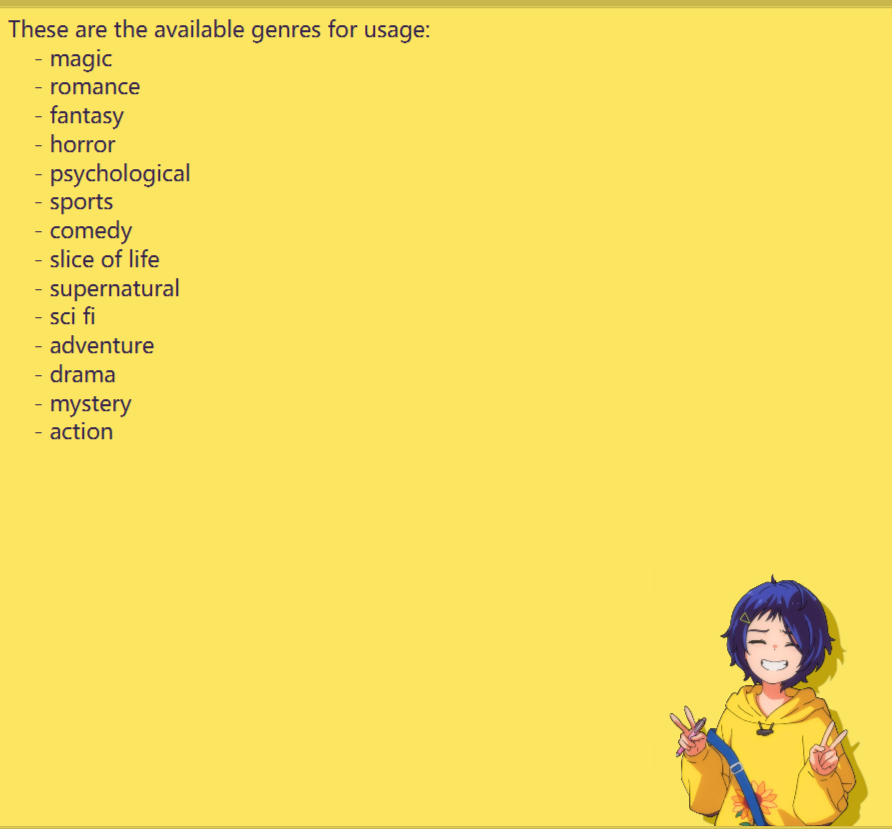 These are the available genres for usage:
- magic
- romance
- fantasy
- horror
- psychological
- sports
- comedy
- slice of life
- supernatural
- sci fi
- adventure
- drama
- mystery
- action